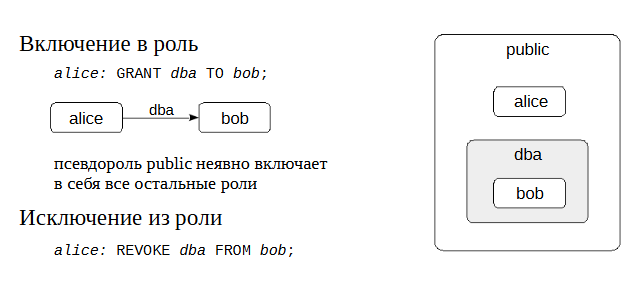 Включение в роль
alice: GRANT dba TO bob;
alice
dba
bob
псевдороль public неявно включает
в себя все остальные роли
Исключение из роли
alice: REVOKE dba FROM bob;
public
alice
dba
bob